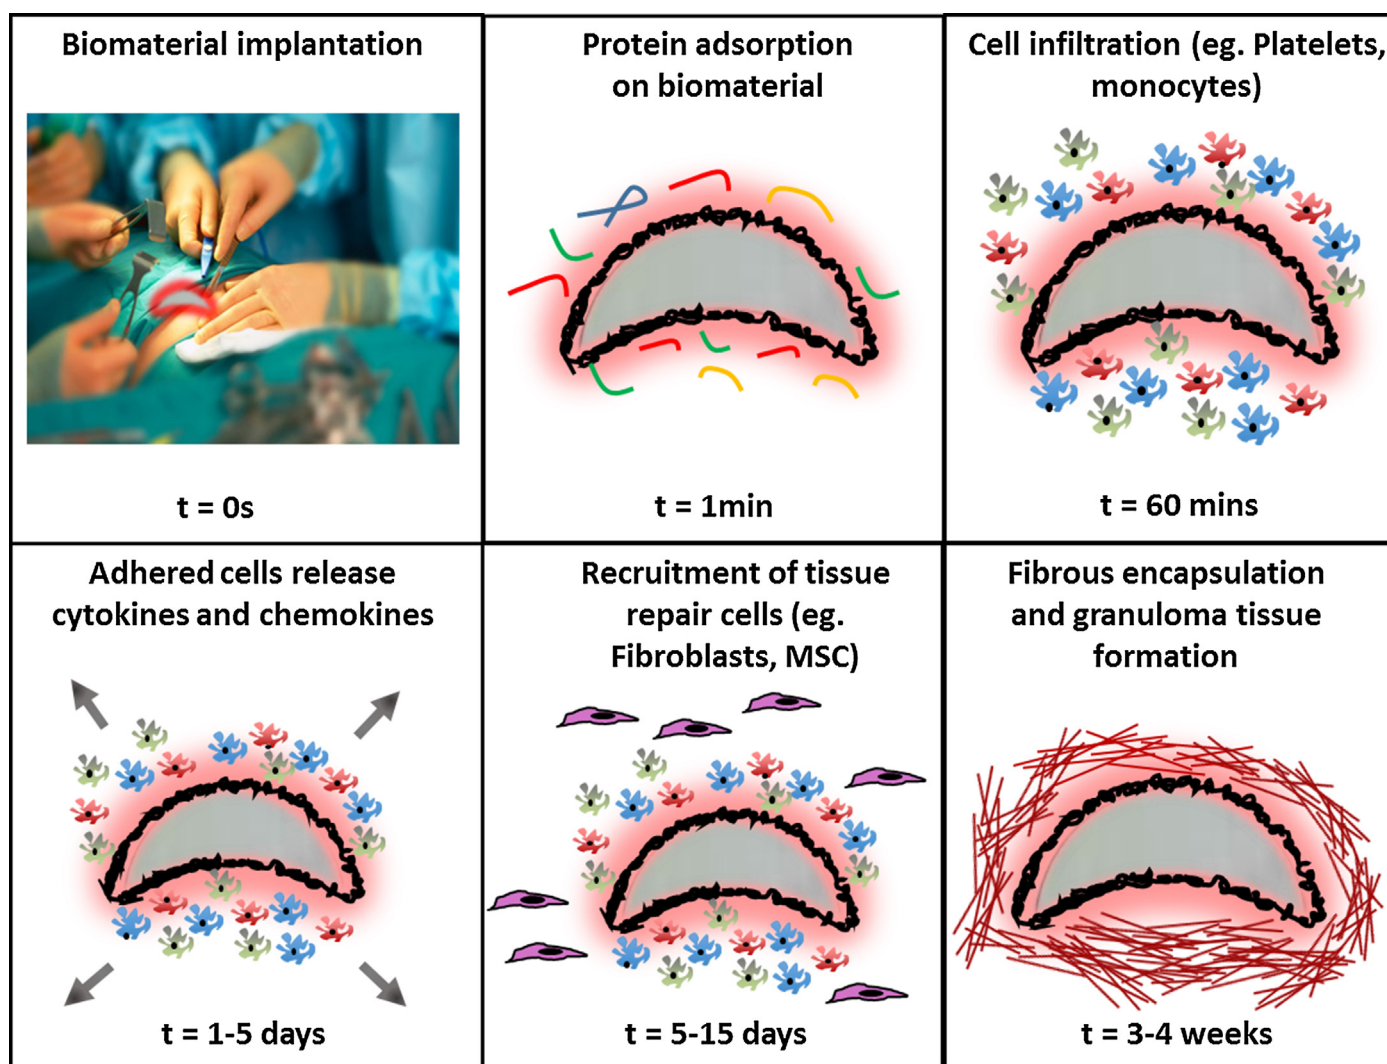 Biomaterial implantation
t = 0s
Protein adsorption
on biomaterial
t = 1min
Cell infiltration (eg. Platelets,
monocytes)
t = 60 mins
Adhered cells release
cytokines and chemokines
t = 1-5 days
Recruitment of tissue
repair cells (eg.
Fibroblasts, MSC)
t = 5-15 days
Fibrous encapsulation
and granuloma tissue
formation
t = 3-4 weeks